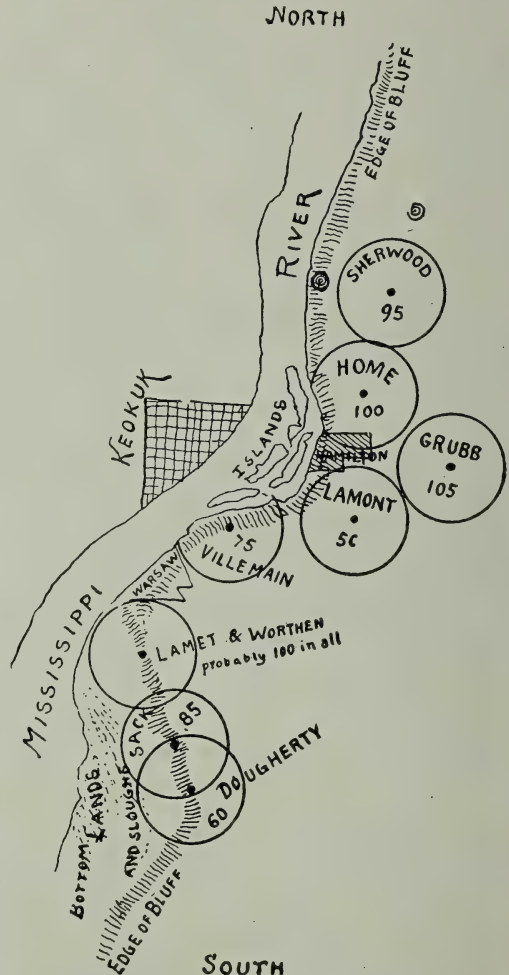 NORTH
EDGE OF BLUFF
RIVER
SHERWOOD
95
HOME
100
KEOKUK
ISLANDS
HAMILTON
GRUBB
105
LAMONT
50
75
VILLEMAIN
WARSAW
MISSISSIPPI
LAMET & WORTHEN
probably 100 in all
SACK
85
DOUGHERTY
60
BOTTOM LANDS
AND SLOUGHS
EDGE OF BLUFF
SOUTH